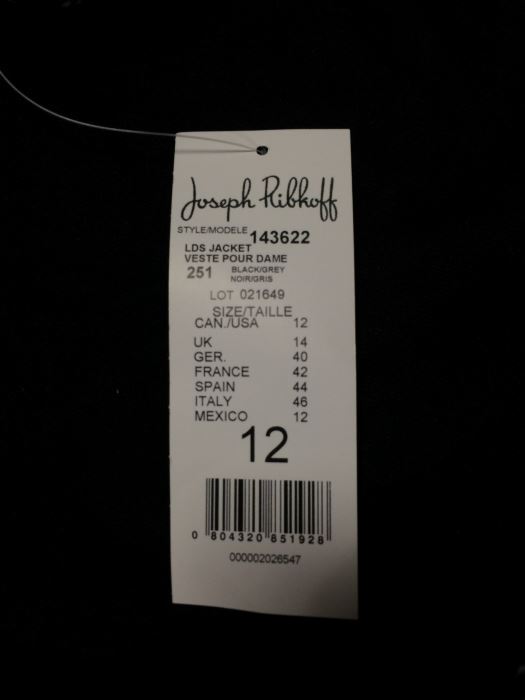 Joseph Ribkoff
STYLE/MODELE 143622
LDS JACKET
VESTE POUR DAME
251 BLACK/GREY
NOIR/GRIS
LOT 021649
SIZE/TAILLE
CAN./USA 12
UK 14
GER. 40
FRANCE 42
SPAIN 44
ITALY 46
MEXICO 12
12
0 804320 851928
000002026547